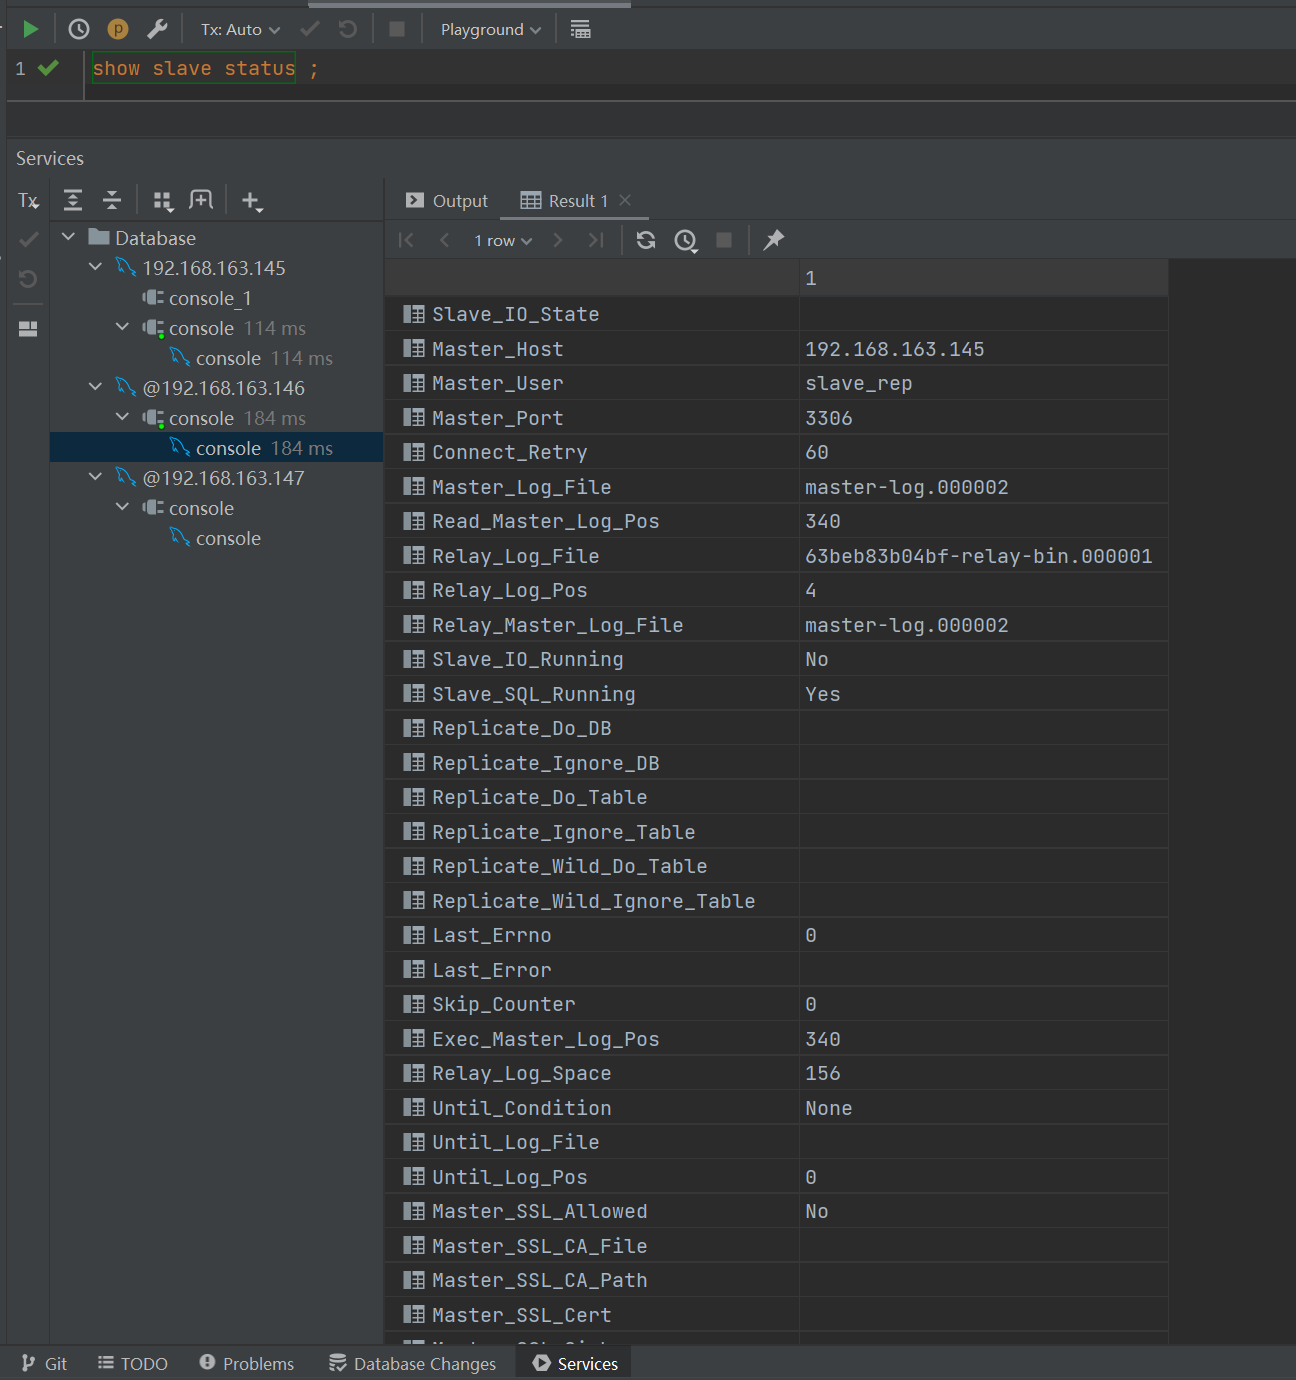 Tx: Auto
Playground
1 show slave status ;
Services
Tx
Output
Result 1
1 row
Database
192.168.163.145
console_1
console 114 ms
console 114 ms
@192.168.163.146
console 184 ms
console 184 ms
@192.168.163.147
console
console
1
Slave_IO_State
Master_Host 192.168.163.145
Master_User slave_rep
Master_Port 3306
Connect_Retry 60
Master_Log_File master-log.000002
Read_Master_Log_Pos 340
Relay_Log_File 63beb83b04bf-relay-bin.000001
Relay_Log_Pos 4
Relay_Master_Log_File master-log.000002
Slave_IO_Running No
Slave_SQL_Running Yes
Replicate_Do_DB
Replicate_Ignore_DB
Replicate_Do_Table
Replicate_Ignore_Table
Replicate_Wild_Do_Table
Replicate_Wild_Ignore_Table
Last_Errno 0
Last_Error
Skip_Counter 0
Exec_Master_Log_Pos 340
Relay_Log_Space 156
Until_Condition None
Until_Log_File
Until_Log_Pos 0
Master_SSL_Allowed No
Master_SSL_CA_File
Master_SSL_CA_Path
Master_SSL_Cert
Git
TODO
Problems
Database Changes
Services